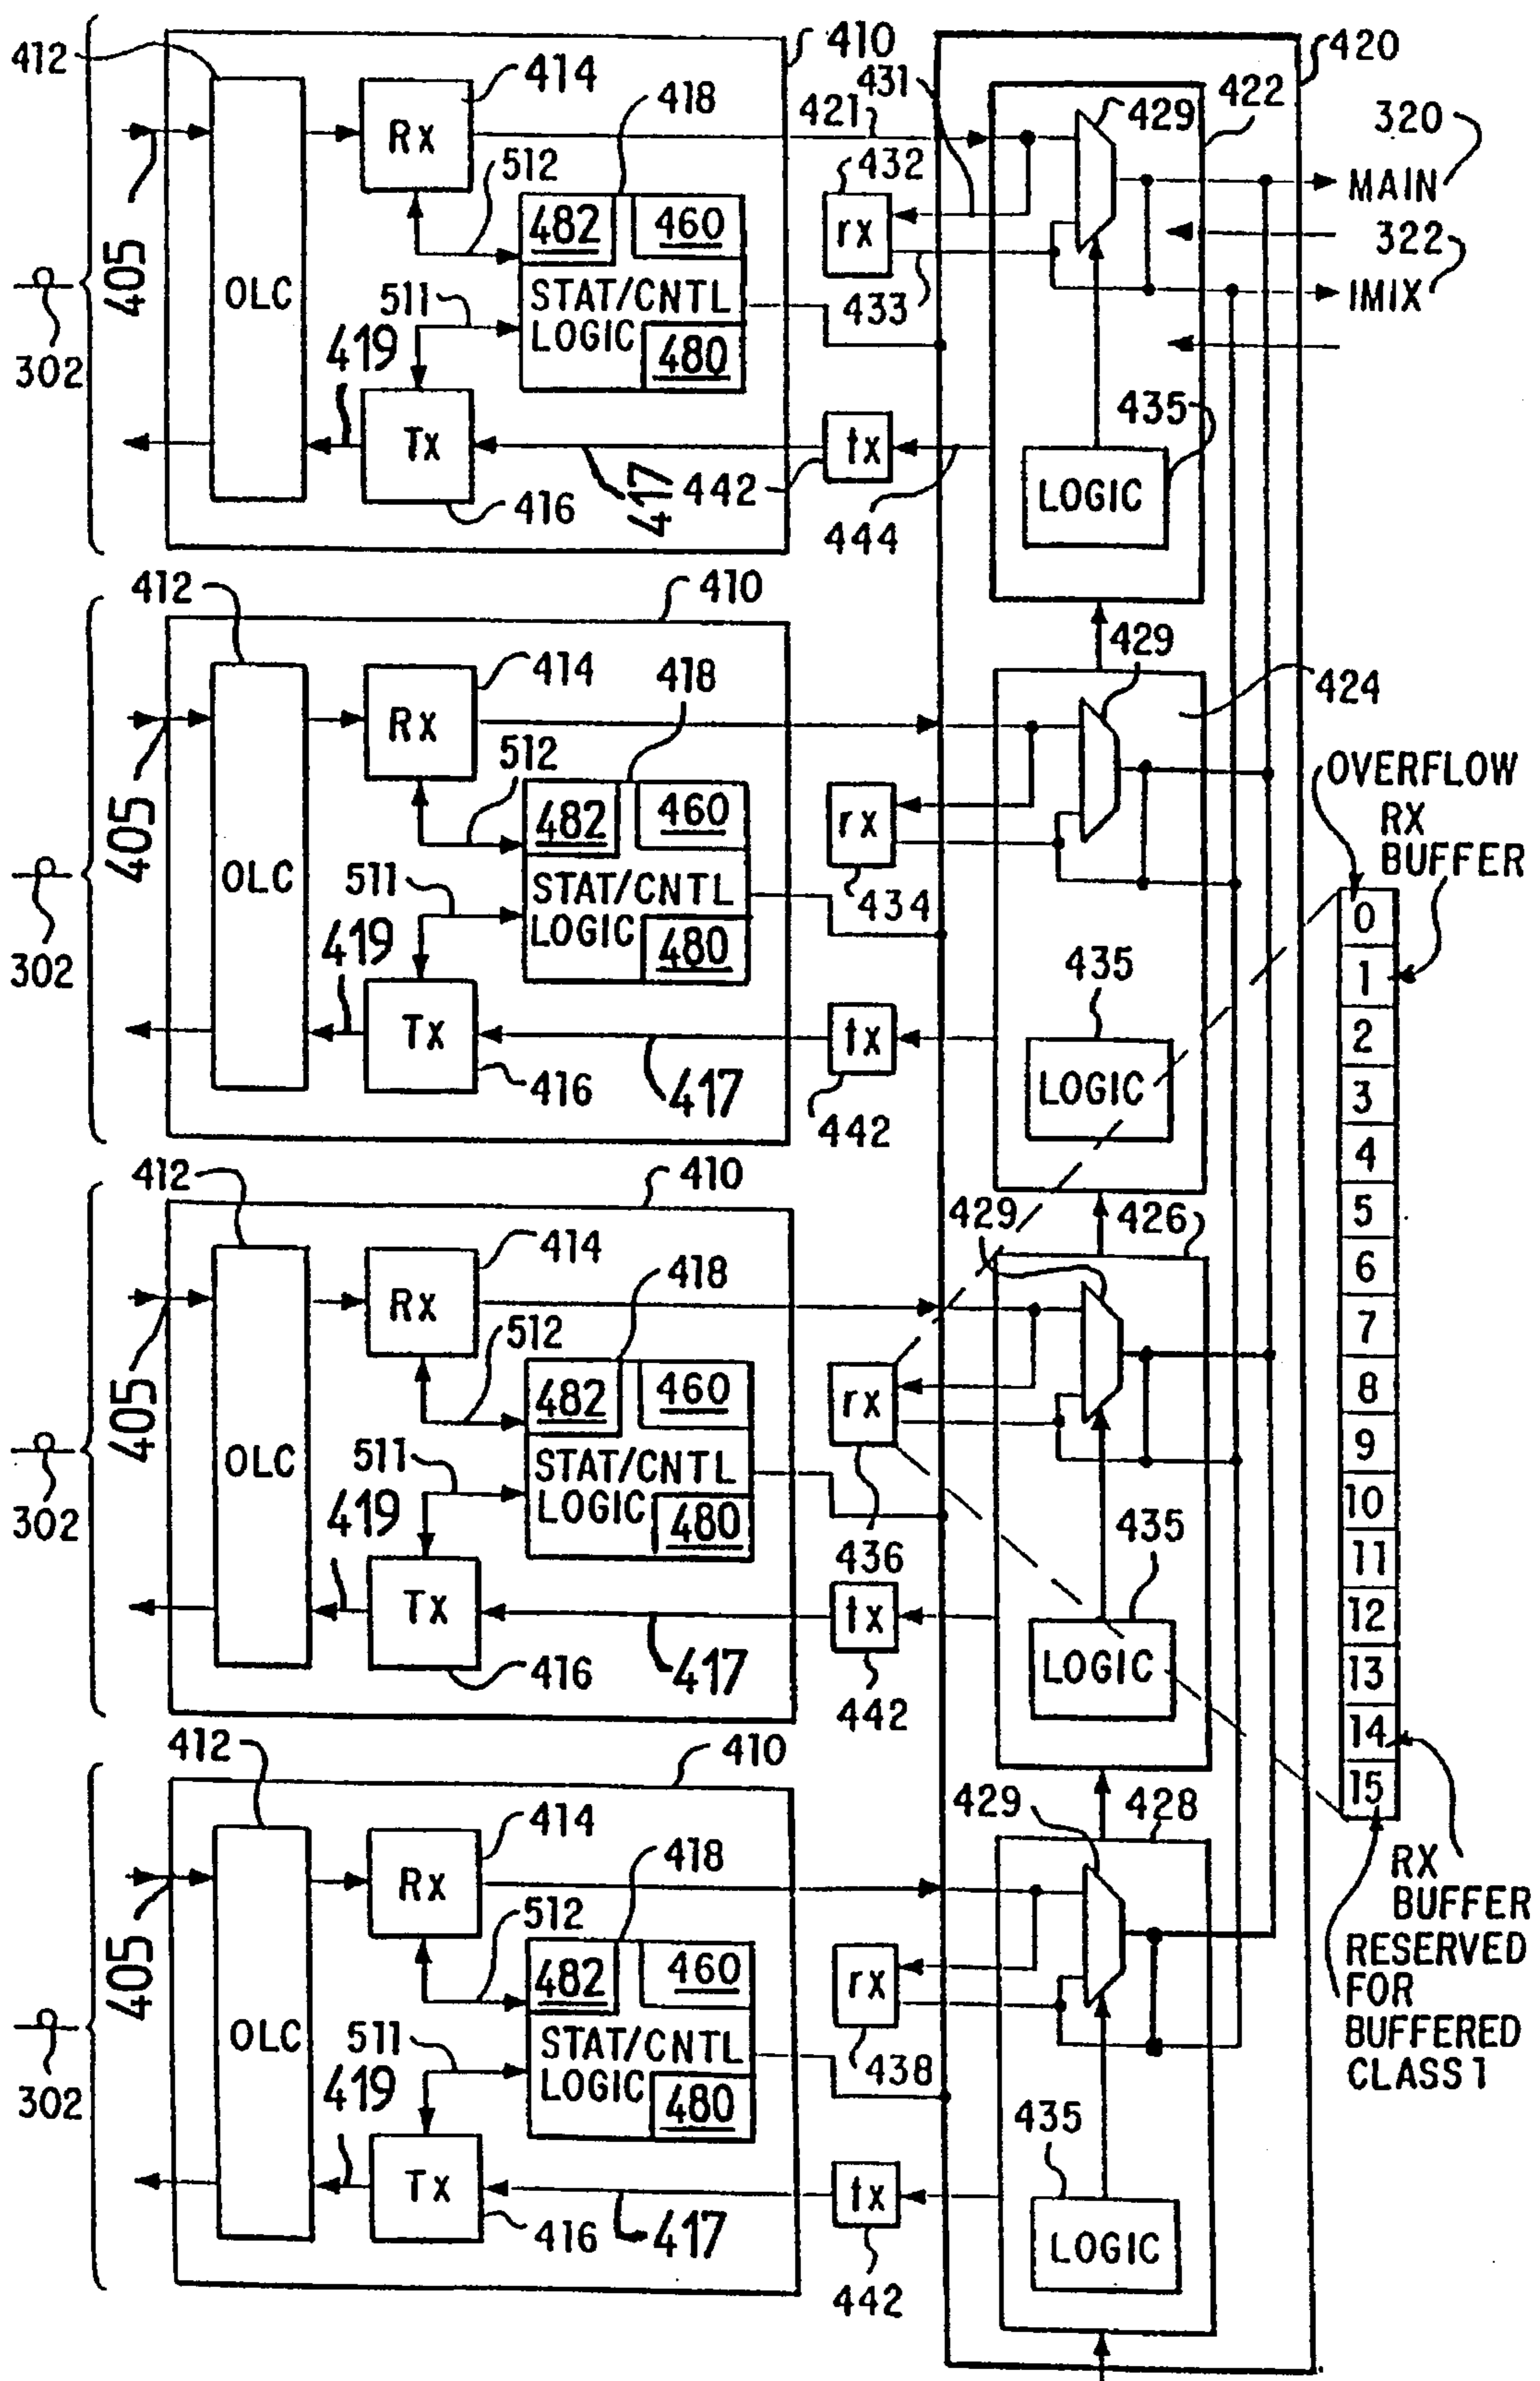 412
410
420
414
431
422
418
421
429
320
Rx
432
MAIN
512
405
482
460
rx
322
OLC
STAT/CNTL
433
IMIX
511
LOGIC
480
302
419
435
Tx
tx
LOGIC
416
417
442
444
412
410
429
414
418
424
Rx
OVERFLOW
512
RX
405
482
460
rx
BUFFER
OLC
STAT/CNTL
434
0
511
LOGIC
480
302
419
435
1
Tx
tx
2
LOGIC
416
417
442
3
4
412
410
429
426
5
414
418
6
Rx
7
512
405
482
460
rx
8
OLC
STAT/CNTL
9
511
LOGIC
480
10
302
419
436
435
11
Tx
tx
12
LOGIC
13
416
417
442
14
412
410
429
428
15
414
418
RX
Rx
BUFFER
512
RESERVED
405
482
460
rx
FOR
OLC
STAT/CNTL
BUFFERED
511
LOGIC
480
438
CLASS 1
302
419
435
Tx
tx
416
417
LOGIC
442